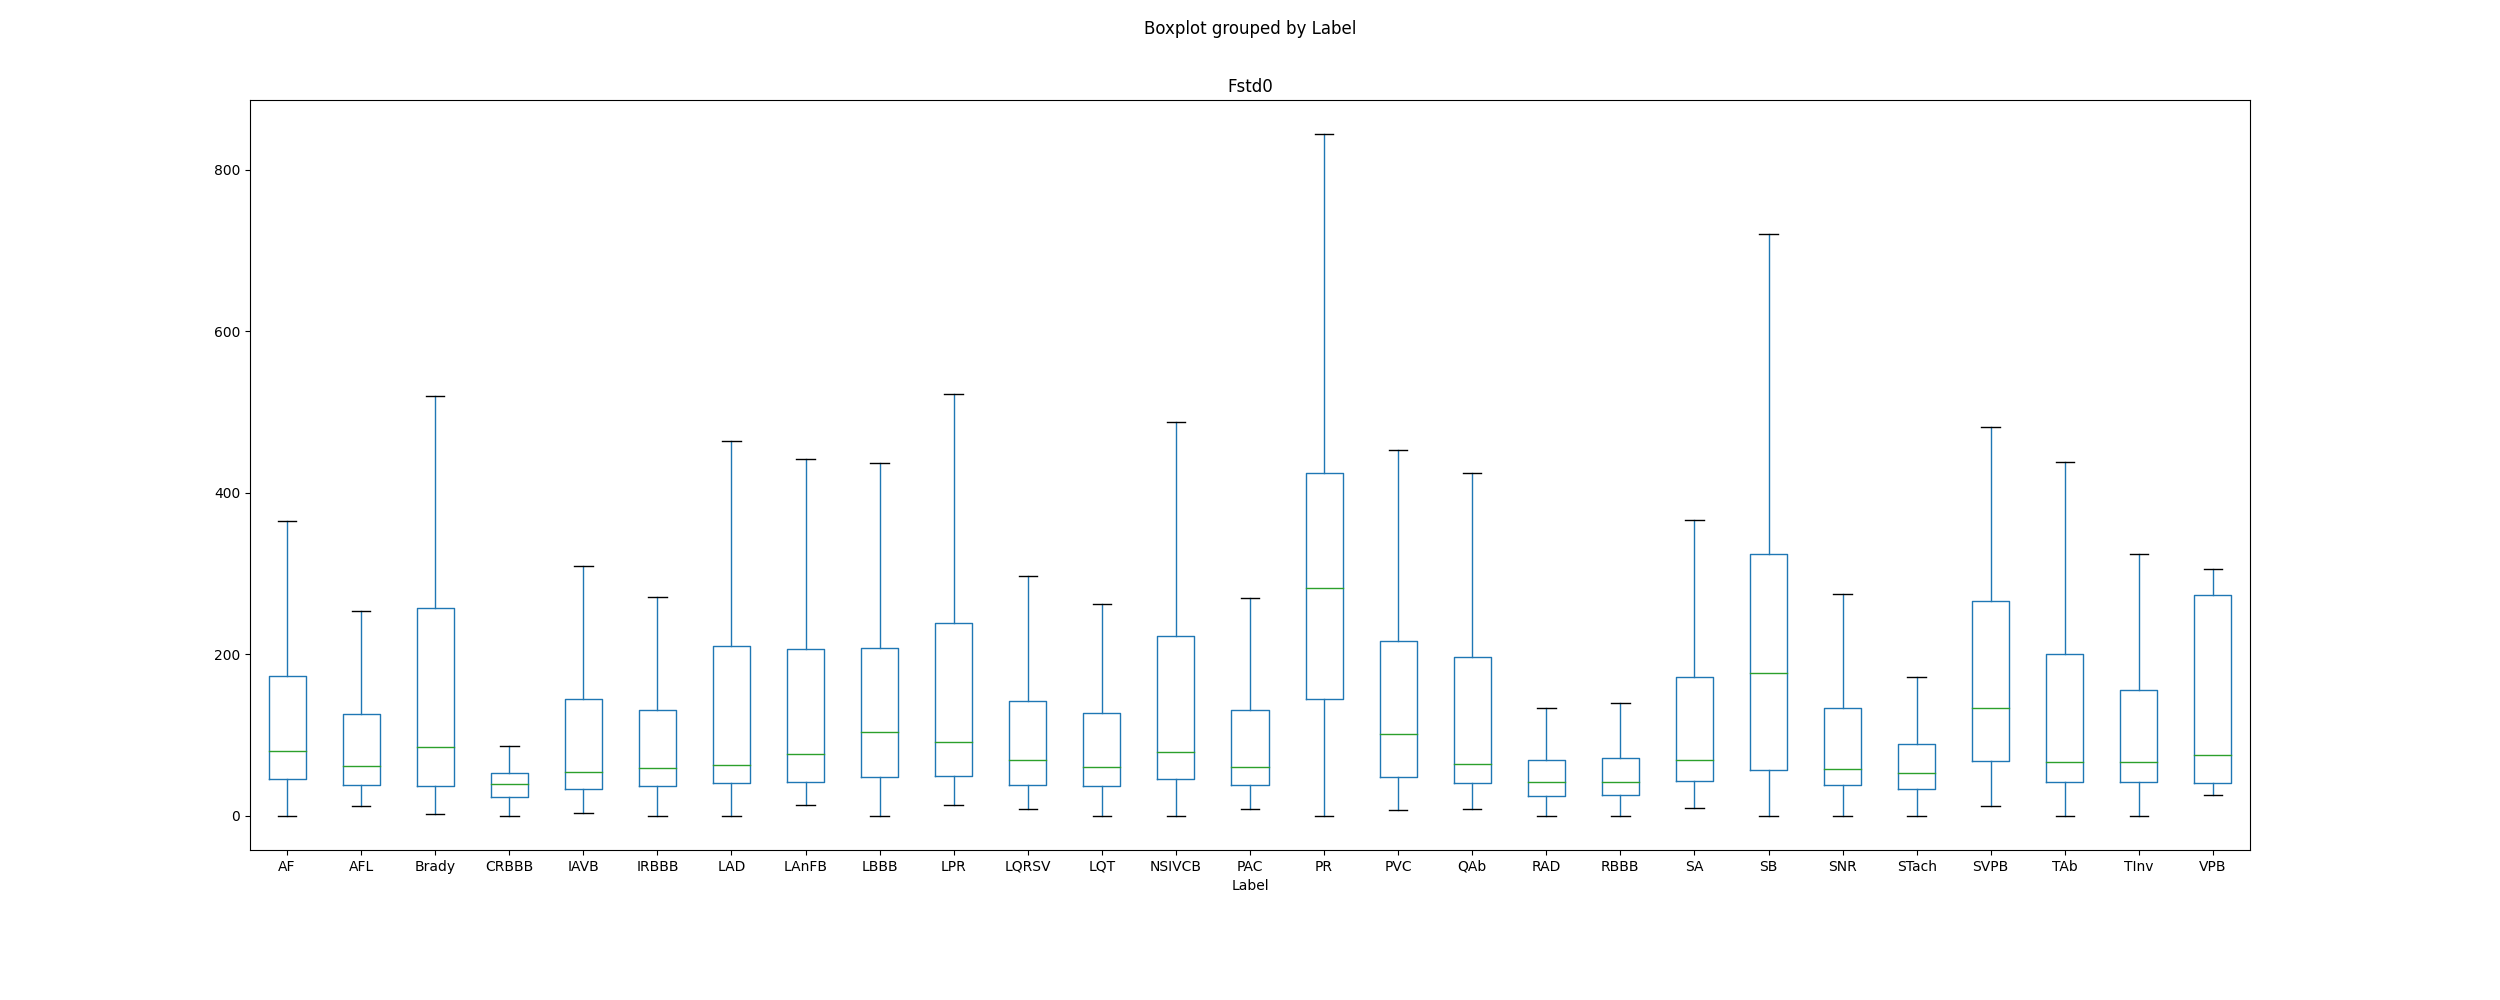 Boxplot grouped by Label
Fstd0
800
600
400
200
0
AF AFL Brady CRBBB IAVB IRBBB LAD LAnFB LBBB LPR LQRSV LQT NSIVCB PAC PR PVC QAb RAD RBBB SA SB SNR STach SVPB TAb TInv VPB
Label